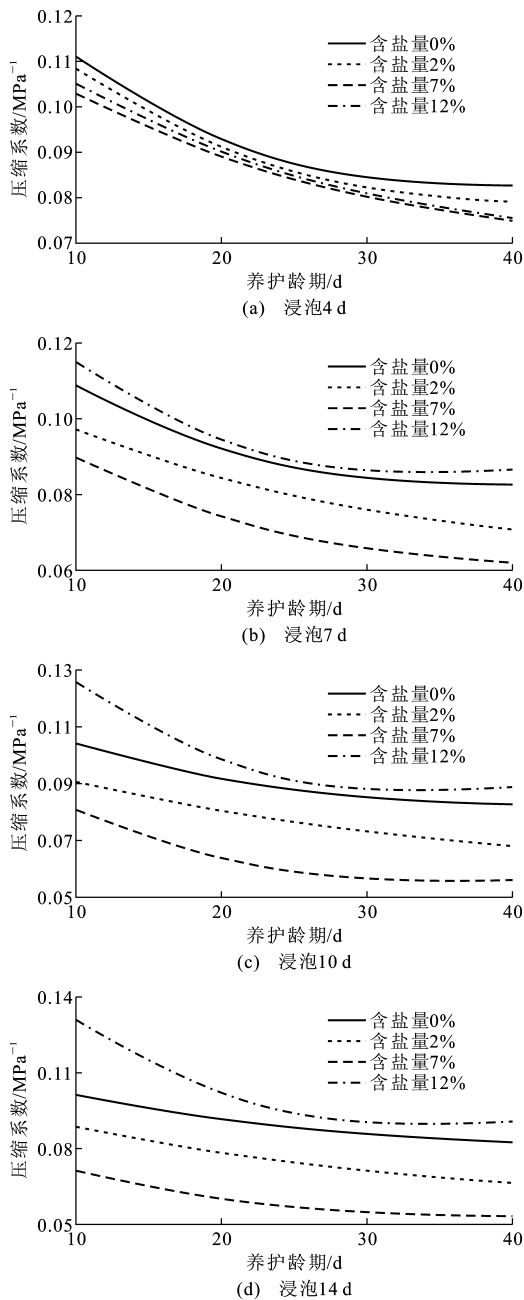 0.12
0.11
0.10
0.09
0.08
0.07
压缩系数/MPa⁻¹
含盐量0%
含盐量2%
含盐量7%
含盐量12%
10 20 30 40
养护龄期/d
(a) 浸泡4 d
0.12
0.10
0.08
0.06
压缩系数/MPa⁻¹
含盐量0%
含盐量2%
含盐量7%
含盐量12%
10 20 30 40
养护龄期/d
(b) 浸泡7 d
0.13
0.11
0.09
0.07
0.05
压缩系数/MPa⁻¹
含盐量0%
含盐量2%
含盐量7%
含盐量12%
10 20 30 40
养护龄期/d
(c) 浸泡10 d
0.14
0.11
0.08
0.05
压缩系数/MPa⁻¹
含盐量0%
含盐量2%
含盐量7%
含盐量12%
10 20 30 40
养护龄期/d
(d) 浸泡14 d